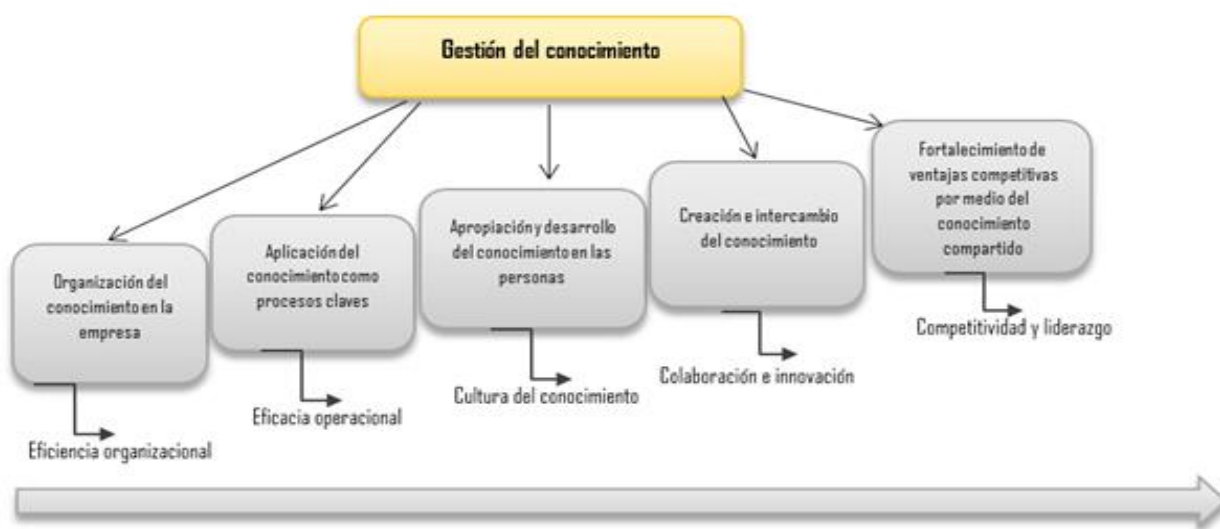 Gestión del conocimiento
Organización del
conocimiento en la
empresa
Eficiencia organizacional
Aplicación del
conocimiento como
procesos claves
Eficacia operacional
Apropiación y desarrollo
del conocimiento en las
personas
Cultura del conocimiento
Creación e intercambio
del conocimiento
Colaboración e innovación
Fortalecimiento de
ventajas competitivas
por medio del
conocimiento
compartido
Competitividad y liderazgo